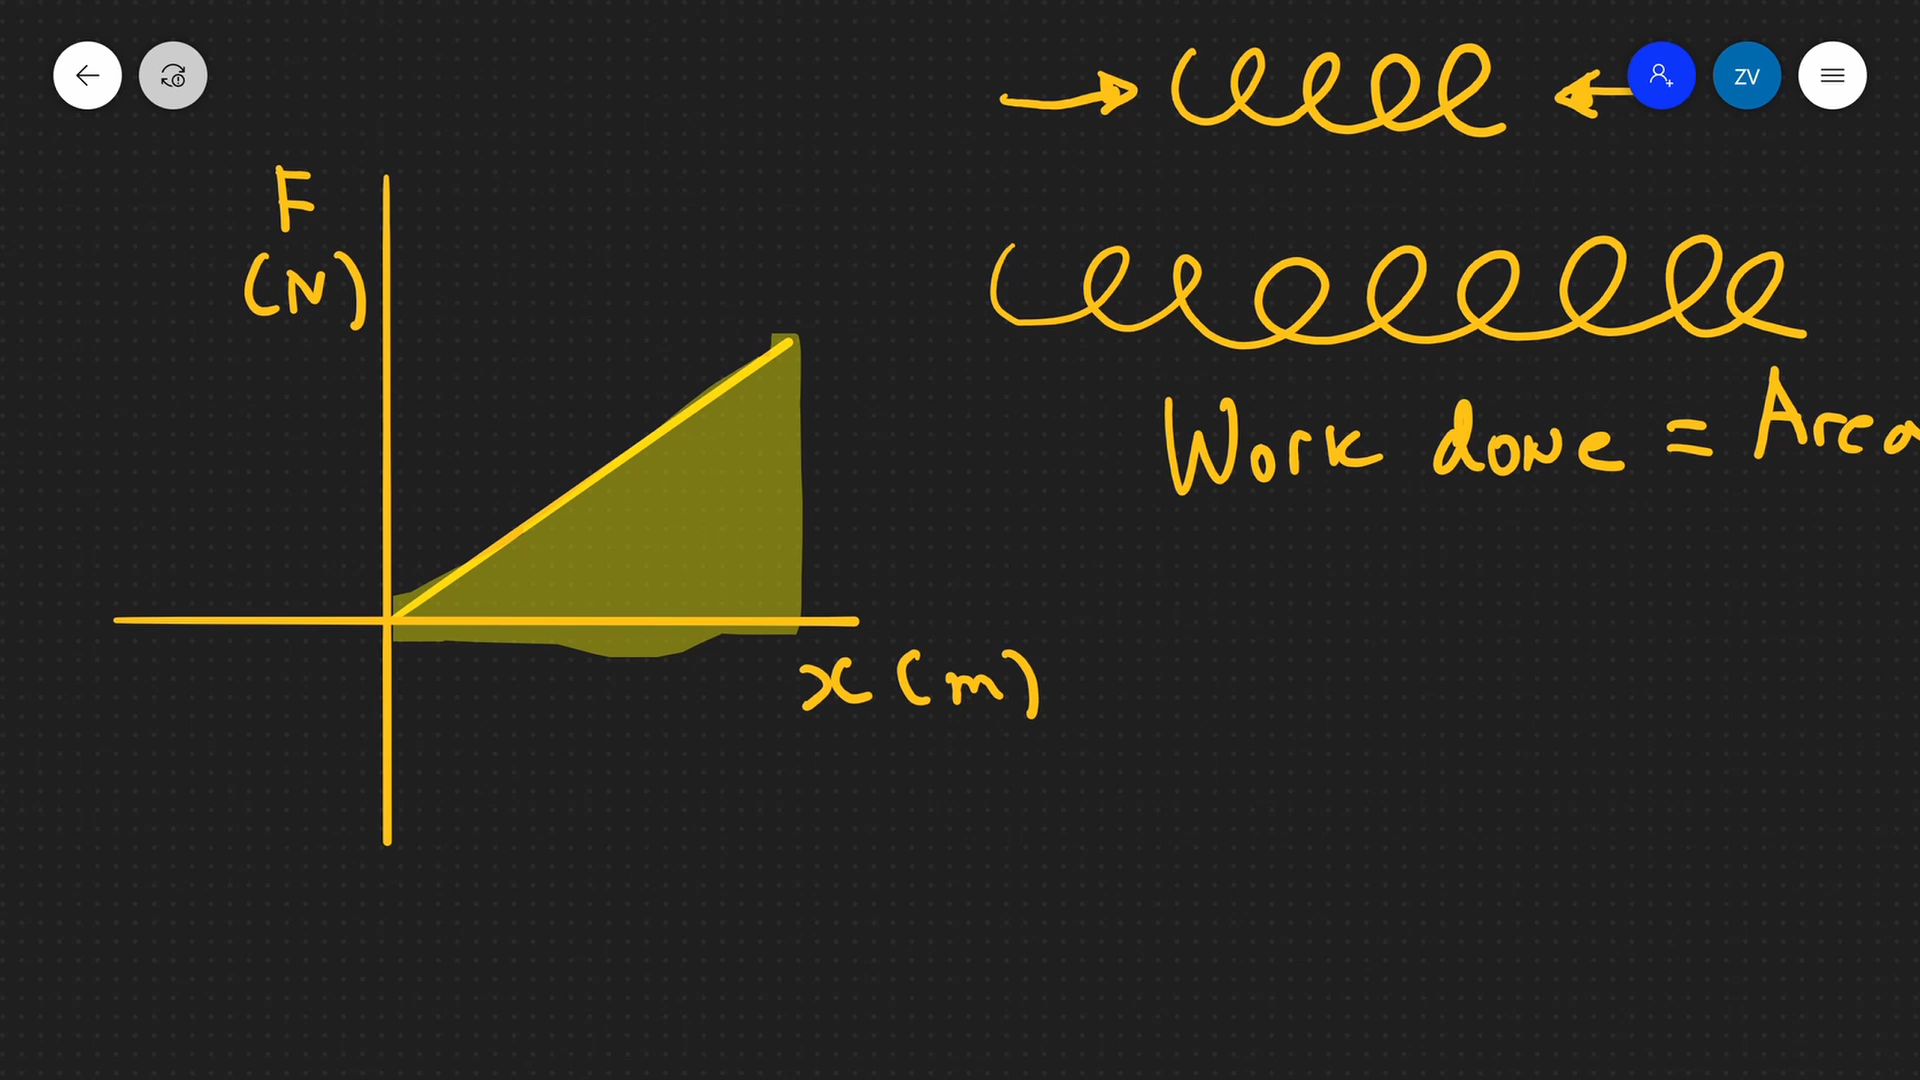 F
(N)
x (m)
Work done = Area
ZV